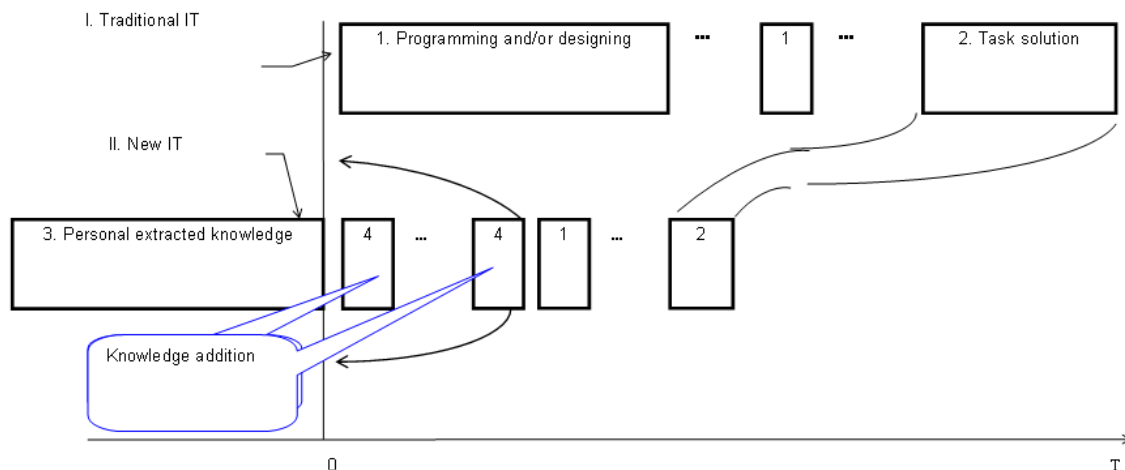 I. Traditional IT
1. Programming and/or designing
...
1
...
2. Task solution
II. New IT
3. Personal extracted knowledge
4
...
4
1
...
2
Knowledge addition
0
T